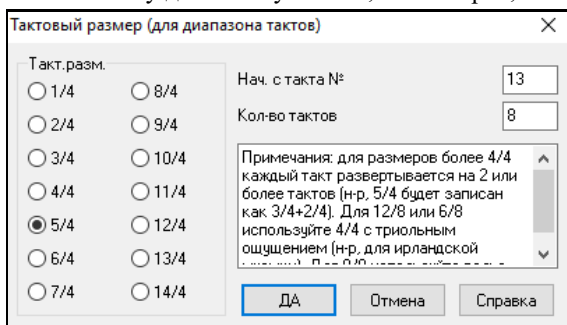 Тактовый размер (для диапазона тактов)
Такт.разм.
1/4 8/4
2/4 9/4
3/4 10/4
4/4 11/4
5/4 12/4
6/4 13/4
7/4 14/4
Нач. с такта № 13
Кол-во тактов 8
Примечания: для размеров более 4/4
каждый такт развертывается на 2 или
более тактов (н-р, 5/4 будет записан
как 3/4+2/4). Для 12/8 или 6/8
используйте 4/4 с триольным
ощущением (н-р, для ирландской
ДА Отмена Справка